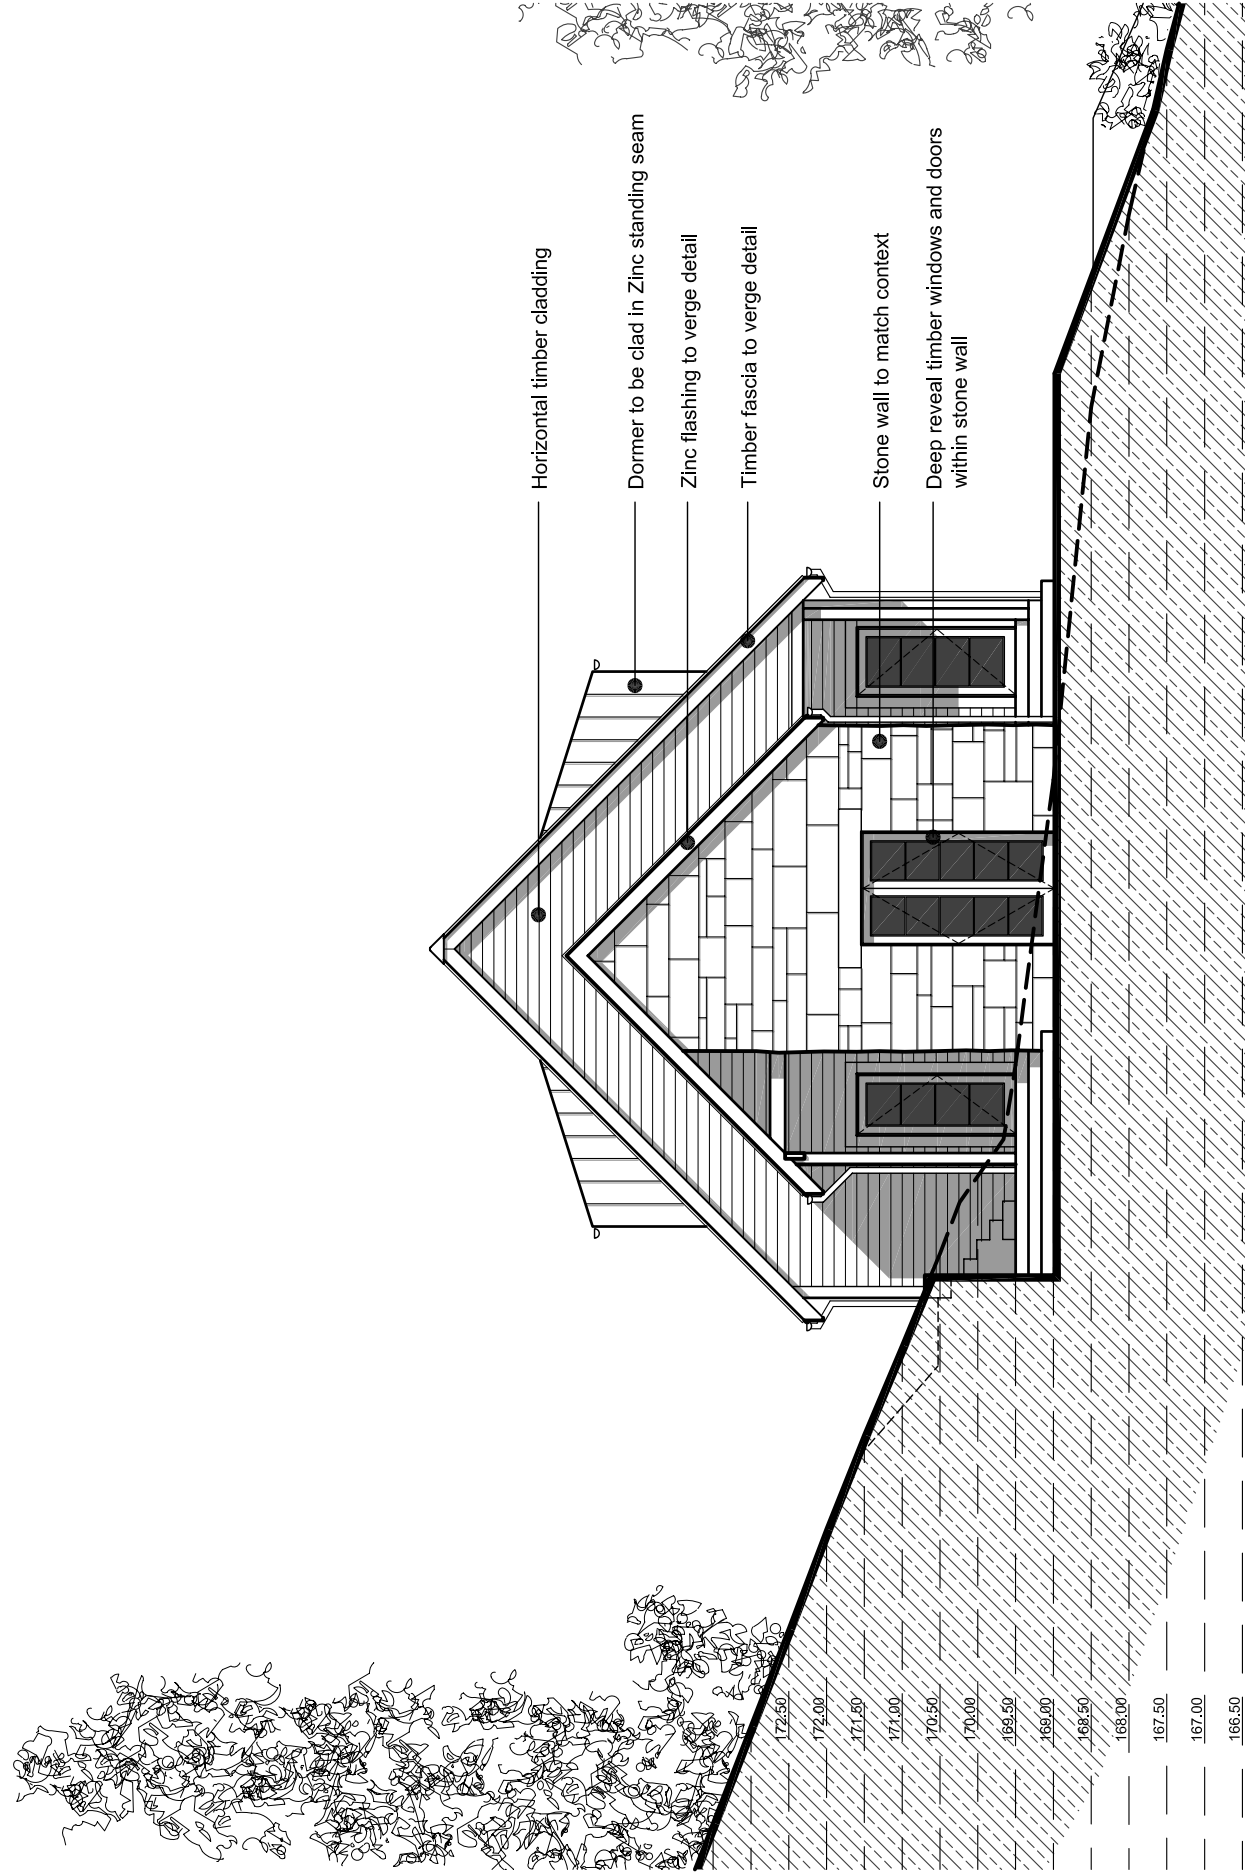 Horizontal timber cladding
Dormer to be clad in Zinc standing seam
Zinc flashing to verge detail
Timber fascia to verge detail
Stone wall to match context
Deep reveal timber windows and doors
within stone wall
172.50
172.00
171.50
171.00
170.50
170.00
169.50
169.00
168.50
168.00
167.50
167.00
166.50